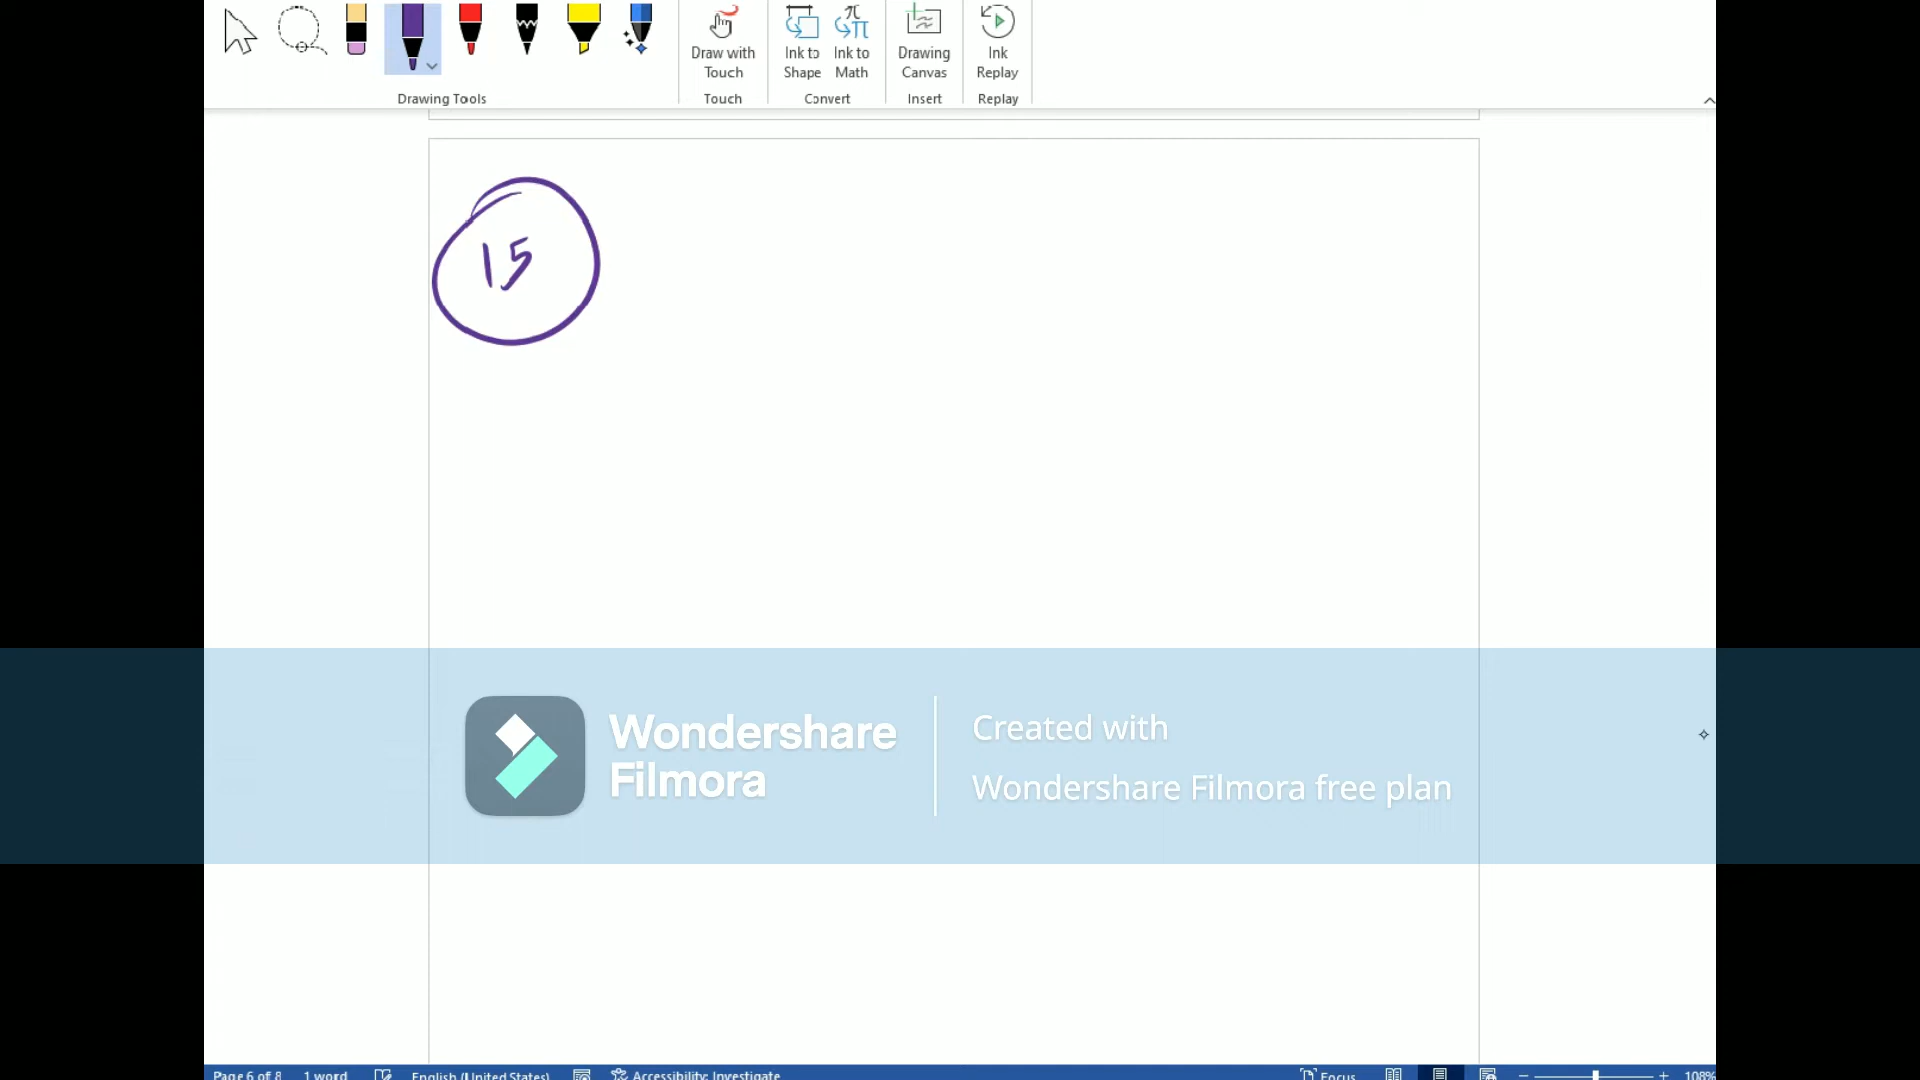 Draw with
Touch
Ink to
Shape
Ink to
Math
Drawing
Canvas
Ink
Replay
Drawing Tools
Touch
Convert
Insert
Replay
15
Wondershare
Filmora
Created with
Wondershare Filmora free plan
Page 6 of 8
1 word
English (United States)
Accessibility: Investigate
Focus
108%